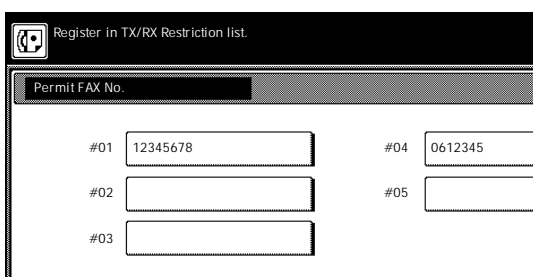 Register in TX/RX Restriction list.
Permit FAX No.
#01 12345678 #04 0612345
#02 #05
#03